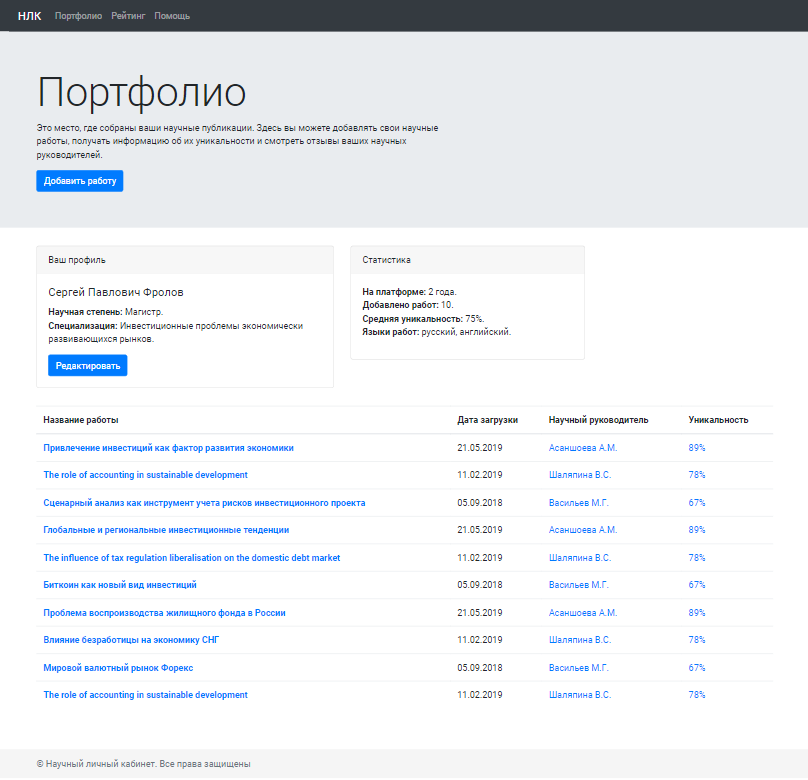 НЛК Портфолио Рейтинг Помощь
Портфолио
Это место, где собраны ваши научные публикации. Здесь вы можете добавлять свои научные
работы, получать информацию об их уникальности и смотреть отзывы ваших научных
руководителей.
Добавить работу
Ваш профиль
Сергей Павлович Фролов
Научная степень: Магистр.
Специализация: Инвестиционные проблемы экономически
развивающихся рынков.
Редактировать
Статистика
На платформе: 2 года.
Добавлено работ: 10.
Средняя уникальность: 75%.
Языки работ: русский, английский.
Название работы Дата загрузки Научный руководитель Уникальность
Привлечение инвестиций как фактор развития экономики 21.05.2019 Асаншоева А.М. 89%
The role of accounting in sustainable development 11.02.2019 Шаляпина В.С. 78%
Сценарный анализ как инструмент учета рисков инвестиционного проекта 05.09.2018 Васильев М.Г. 67%
Глобальные и региональные инвестиционные тенденции 21.05.2019 Асаншоева А.М. 89%
The influence of tax regulation liberalisation on the domestic debt market 11.02.2019 Шаляпина В.С. 78%
Биткоин как новый вид инвестиций 05.09.2018 Васильев М.Г. 67%
Проблема воспроизводства жилищного фонда в России 21.05.2019 Асаншоева А.М. 89%
Влияние безработицы на экономику СНГ 11.02.2019 Шаляпина В.С. 78%
Мировой валютный рынок Форекс 05.09.2018 Васильев М.Г. 67%
The role of accounting in sustainable development 11.02.2019 Шаляпина В.С. 78%
© Научный личный кабинет. Все права защищены